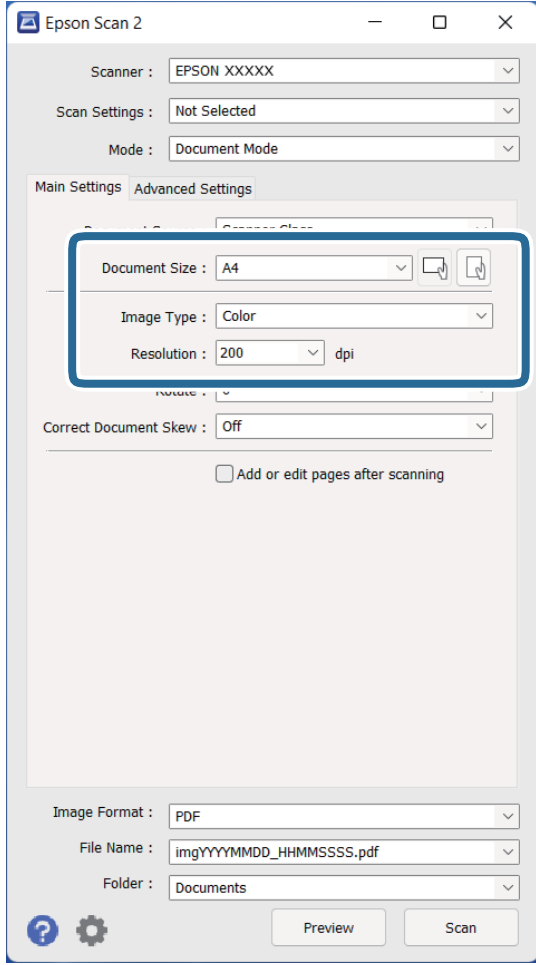 Epson Scan 2
Scanner : EPSON XXXXX
Scan Settings : Not Selected
Mode : Document Mode
Main Settings Advanced Settings
Document Size : A4
Image Type : Color
Resolution : 200 dpi
Rotate :
Correct Document Skew : Off
Add or edit pages after scanning
Image Format : PDF
File Name : imgYYYYMMDD_HHMMSSSS.pdf
Folder : Documents
? Preview Scan